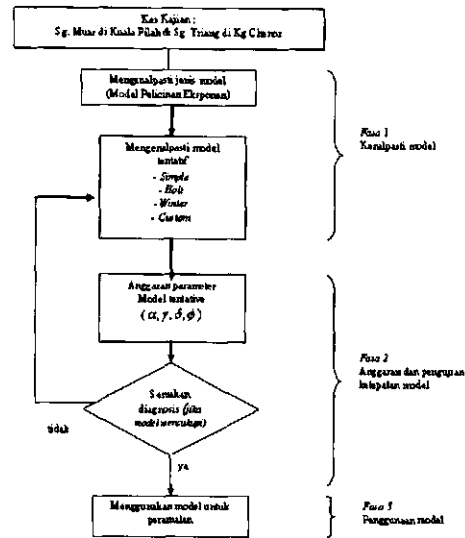 Kes Kajian :
Sg. Muar di Kuala Pilah & Sg. Triang di Kg Chenor
Mengenalpasti jenis model
(Model Pelicinan Eksponen)
Mengenalpasti model
tentatif
- Simple
- Holt
- Winter
- Custom
Fasa 1
Kenalpasti model
Anggaran parameter
Model tentative
(α, γ, δ, ϕ)
Semakan
diagnosis (jika
model mencukupi)
tidak
ya
Fasa 2
Anggaran dan pengujian
ketepatan model
Menggunakan model untuk
peramalan
Fasa 3
Penggunaan model